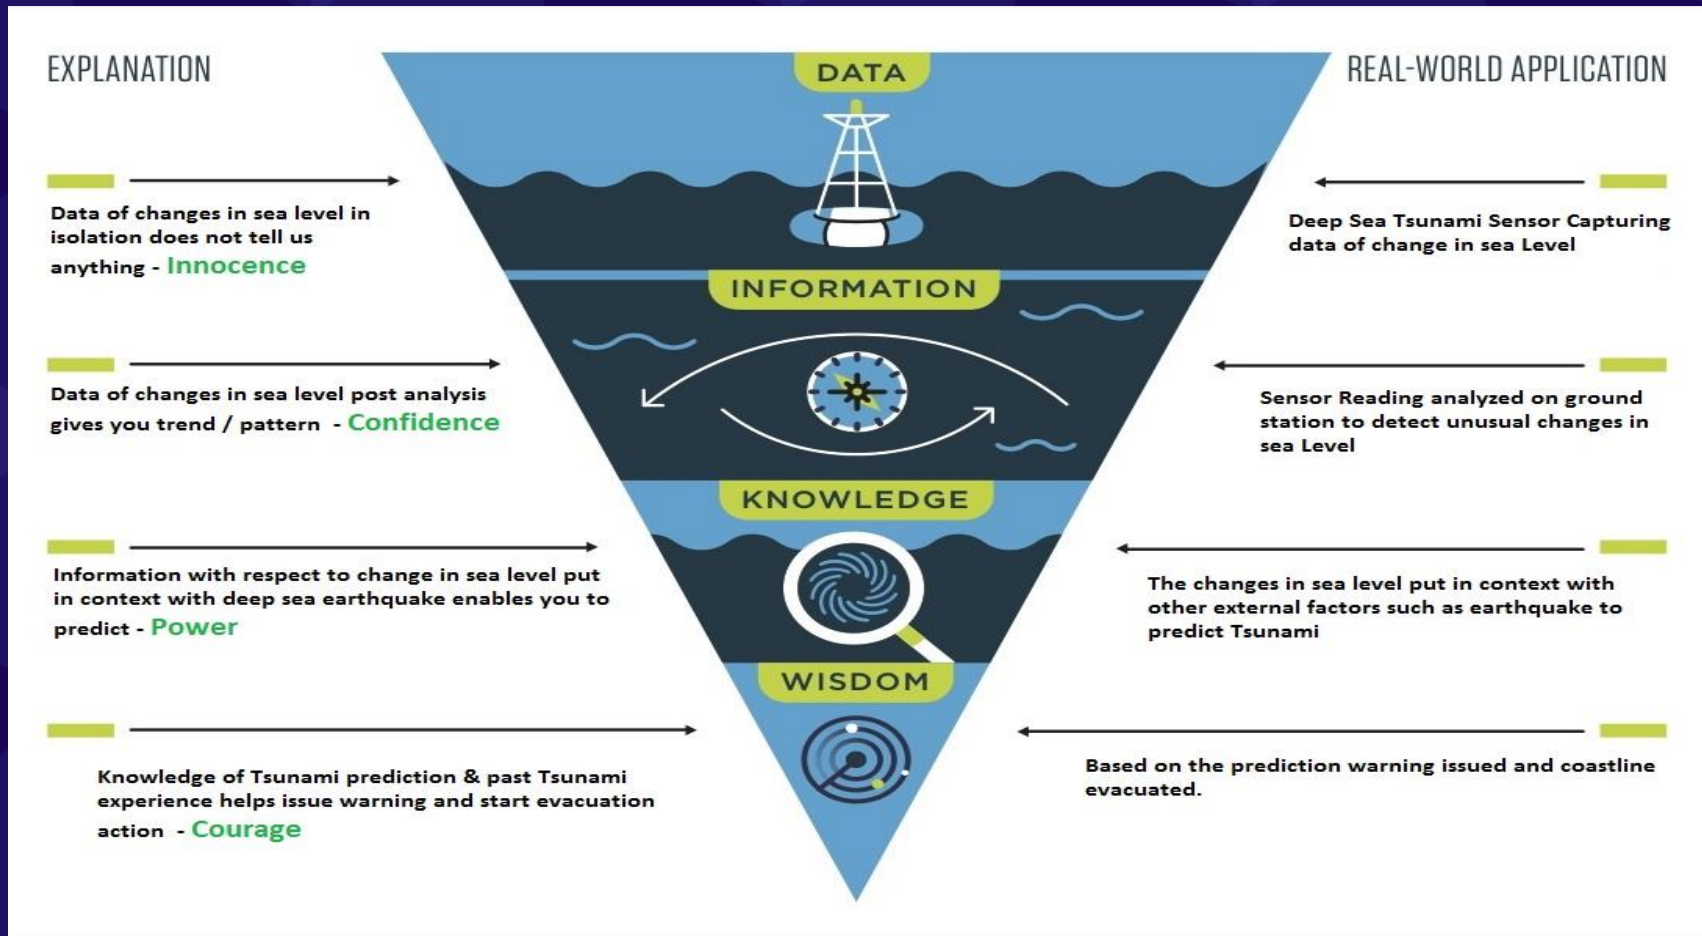 EXPLANATION
DATA
REAL-WORLD APPLICATION
Data of changes in sea level in
isolation does not tell us
anything - Innocence
Deep Sea Tsunami Sensor Capturing
data of change in sea Level
INFORMATION
Data of changes in sea level post analysis
gives you trend / pattern - Confidence
Sensor Reading analyzed on ground
station to detect unusual changes in
sea Level
KNOWLEDGE
Information with respect to change in sea level put
in context with deep sea earthquake enables you to
predict - Power
The changes in sea level put in context with
other external factors such as earthquake to
predict Tsunami
WISDOM
Knowledge of Tsunami prediction & past Tsunami
experience helps issue warning and start evacuation
action - Courage
Based on the prediction warning issued and coastline
evacuated.